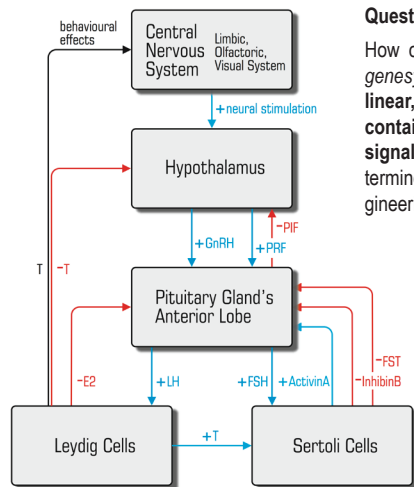 behavioural
effects
Central
Nervous
System
Limbic,
Olfactoric,
Visual System
+neural stimulation
Hypothalamus
-PIF
+GnRH
+PRF
T
-T
Pituitary Gland's
Anterior Lobe
-E2
+LH
+FSH
+ActivinA
-FST
-InhibinB
Leydig Cells
+T
Sertoli Cells
Quest
How c
genes
linear,
contai
signal
termin
gineer